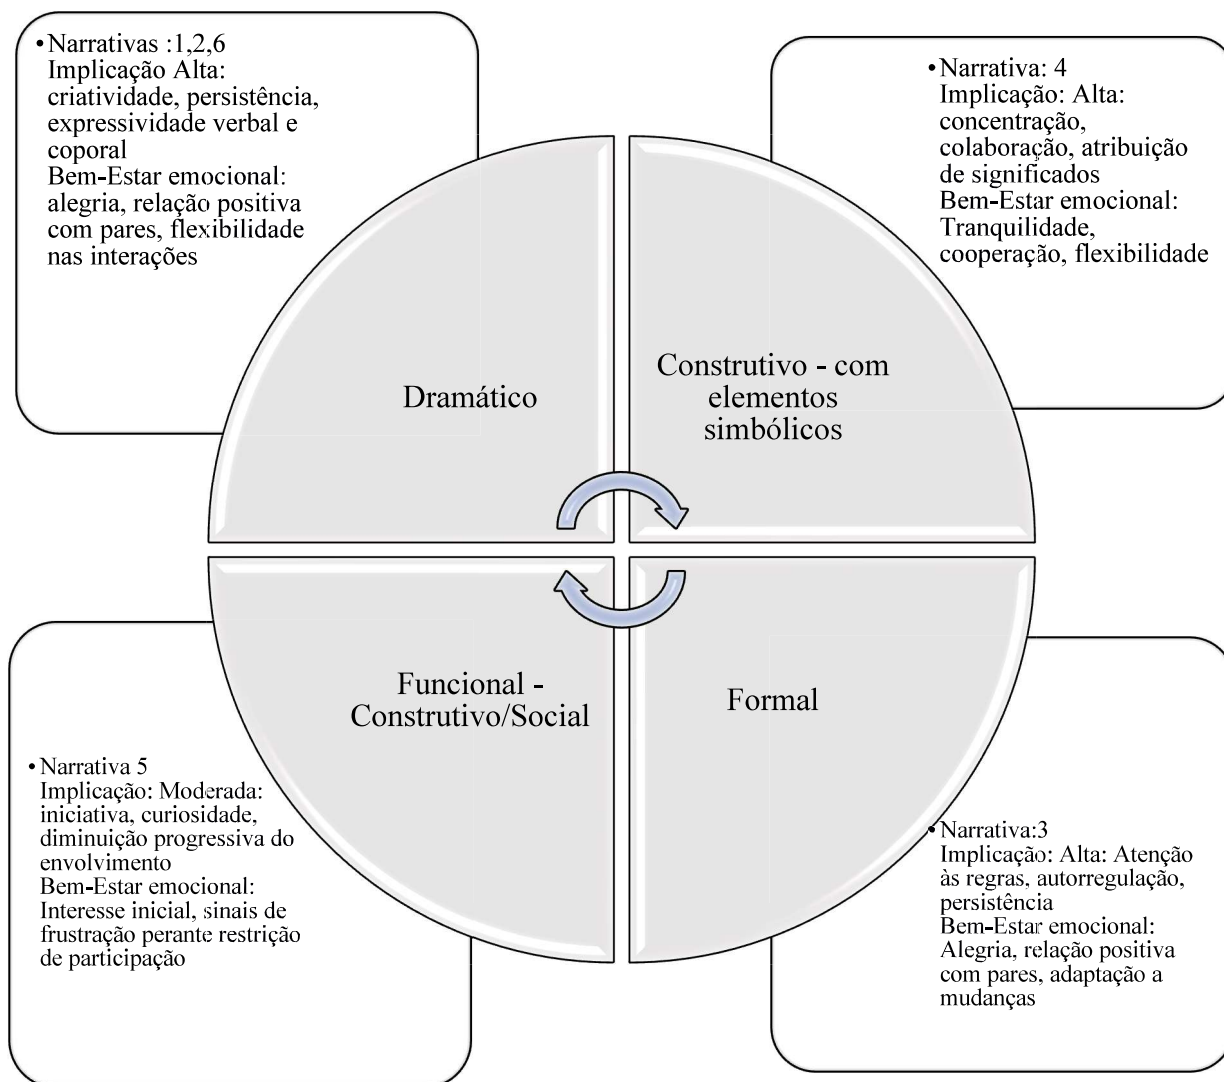 •Narrativas :1,2,6
Implicação Alta:
criatividade, persistência,
expressividade verbal e
coporal
Bem-Estar emocional:
alegria, relação positiva
com pares, flexibilidade
nas interações
•Narrativa: 4
Implicação: Alta:
concentração,
colaboração, atribuição
de significados
Bem-Estar emocional:
Tranquilidade,
cooperação, flexibilidade
Dramático
Construtivo - com
elementos
simbólicos
Funcional -
Construtivo/Social
Formal
•Narrativa 5
Implicação: Moderada:
iniciativa, curiosidade,
diminuição progressiva do
envolvimento
Bem-Estar emocional:
Interesse inicial, sinais de
frustração perante restrição
de participação
•Narrativa:3
Implicação: Alta: Atenção
às regras, autorregulação,
persistência
Bem-Estar emocional:
Alegria, relação positiva
com pares, adaptação a
mudanças